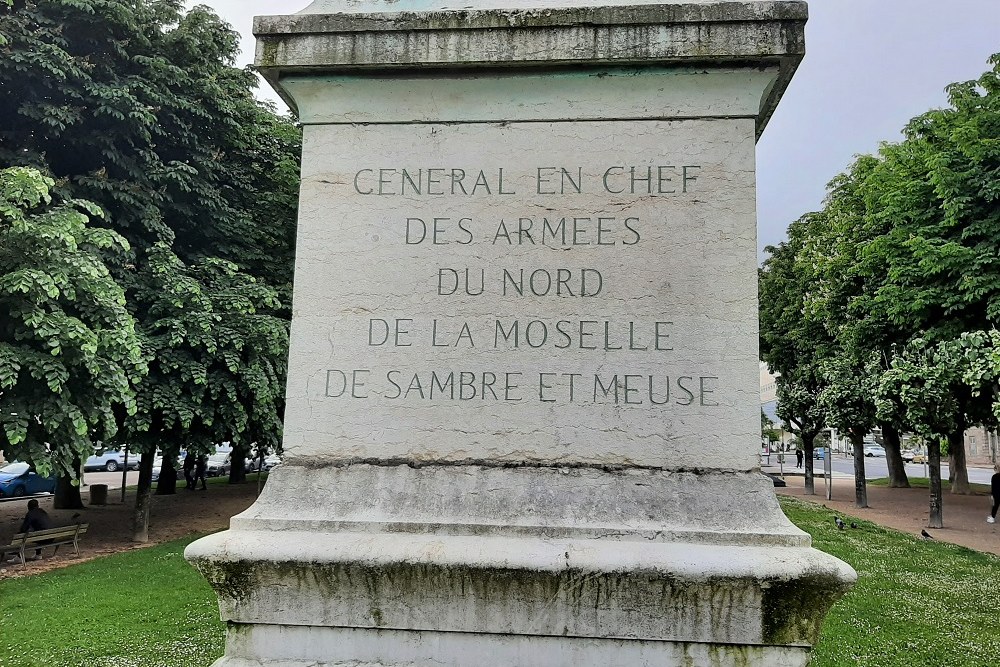 GENERAL EN CHEF
DES ARMEES
DU NORD
DE LA MOSELLE
DE SAMBRE ET MEUSE